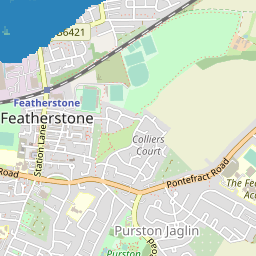 B6421
Featherstone
Featherstone
Station Lane
Colliers
Court
Pontefract Road
Road
The Fe
Ac
Purston Jaglin
Purston